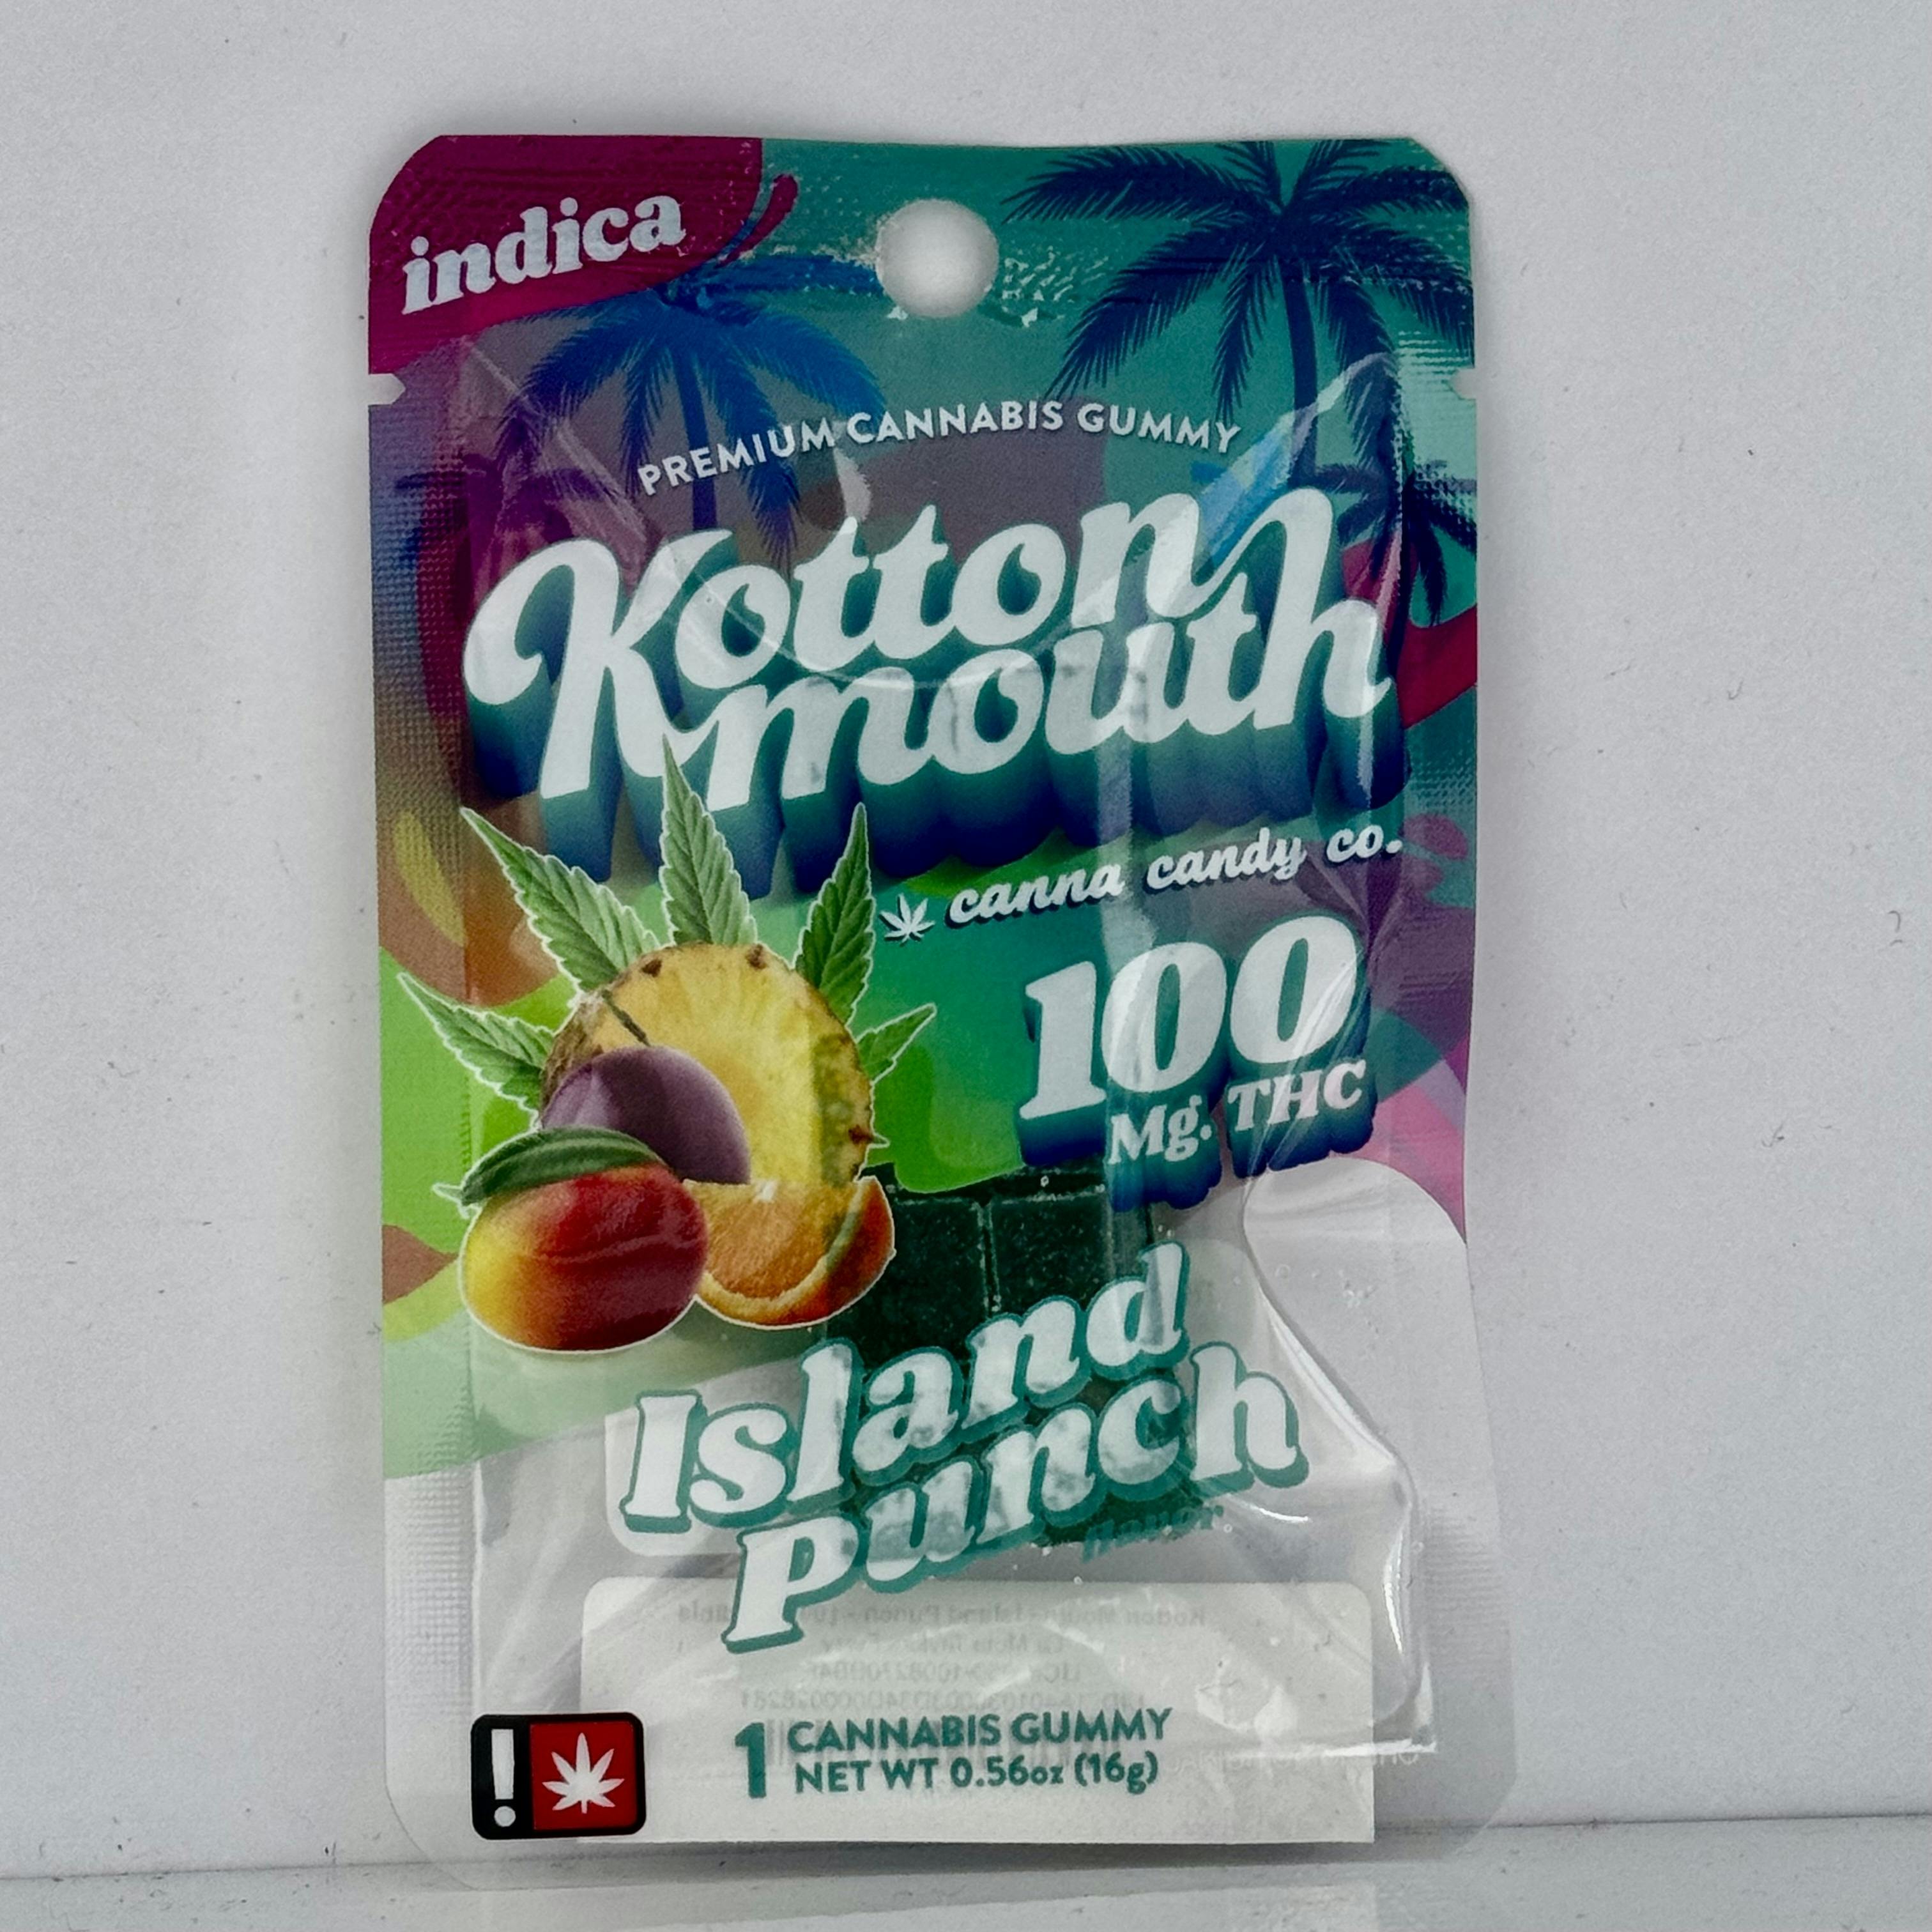 indica
PREMIUM CANNABIS GUMMY
Kotton
mouth
canna candy co.
100
Mg. THC
Island
Punch
flavor
1 CANNABIS GUMMY
NET WT 0.56oz (16g)
!